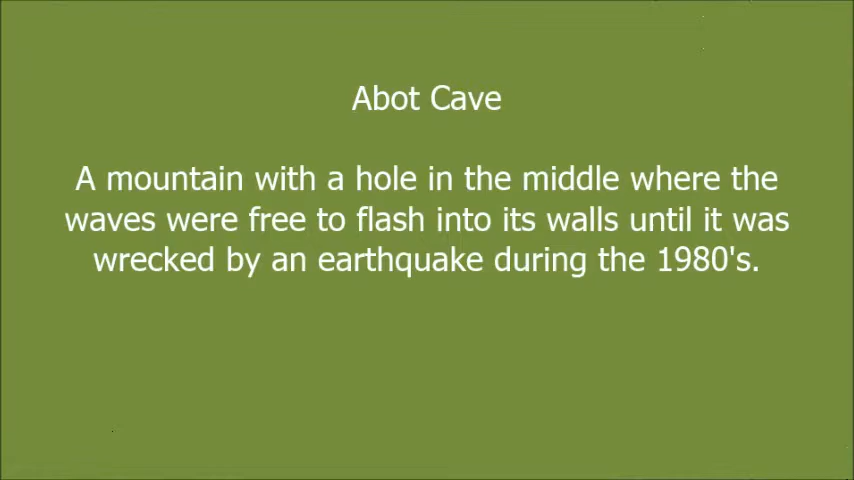 Abot Cave
A mountain with a hole in the middle where the
waves were free to flash into its walls until it was
wrecked by an earthquake during the 1980's.